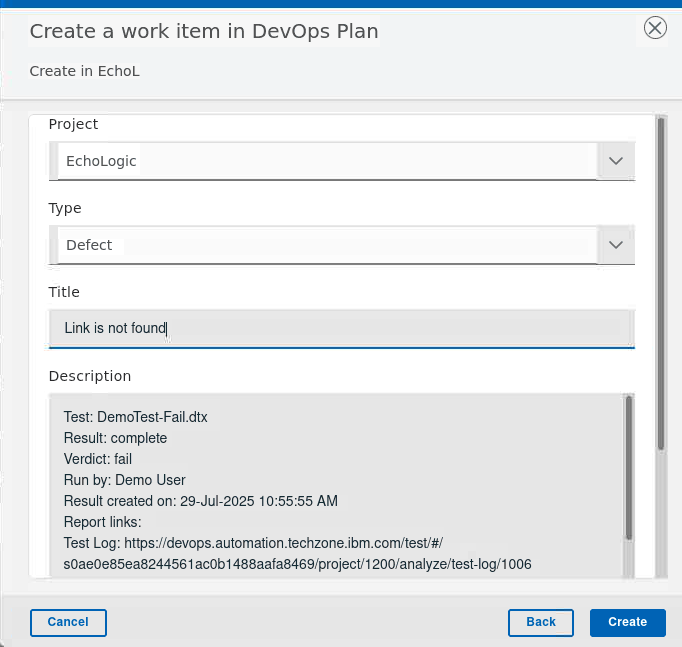 Create a work item in DevOps Plan
Create in EchoL
Project
EchoLogic
Type
Defect
Title
Link is not found
Description
Test: DemoTest-Fail.dtx
Result: complete
Verdict: fail
Run by: Demo User
Result created on: 29-Jul-2025 10:55:55 AM
Report links:
Test Log: https://devops.automation.techzone.ibm.com/test/#/
s0ae0e85ea8244561ac0b1488aafa8469/project/1200/analyze/test-log/1006
Cancel
Back
Create